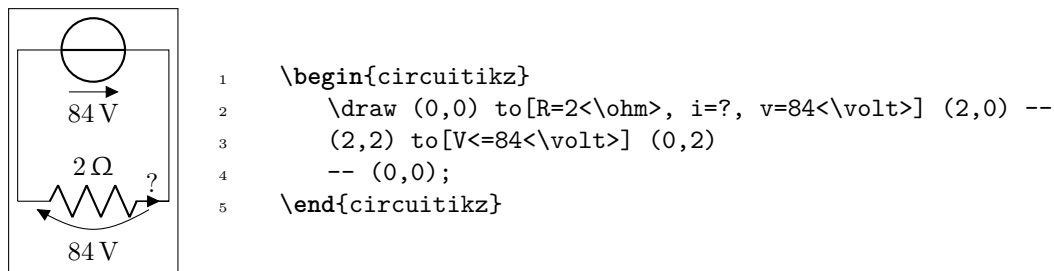 84 V
2 Ω
?
84 V
1 \begin{circuitikz}
2 \draw (0,0) to[R=2<\ohm>, i=?, v=84<\volt>] (2,0) --
3 (2,2) to[V<=84<\volt>] (0,2)
4 -- (0,0);
5 \end{circuitikz}